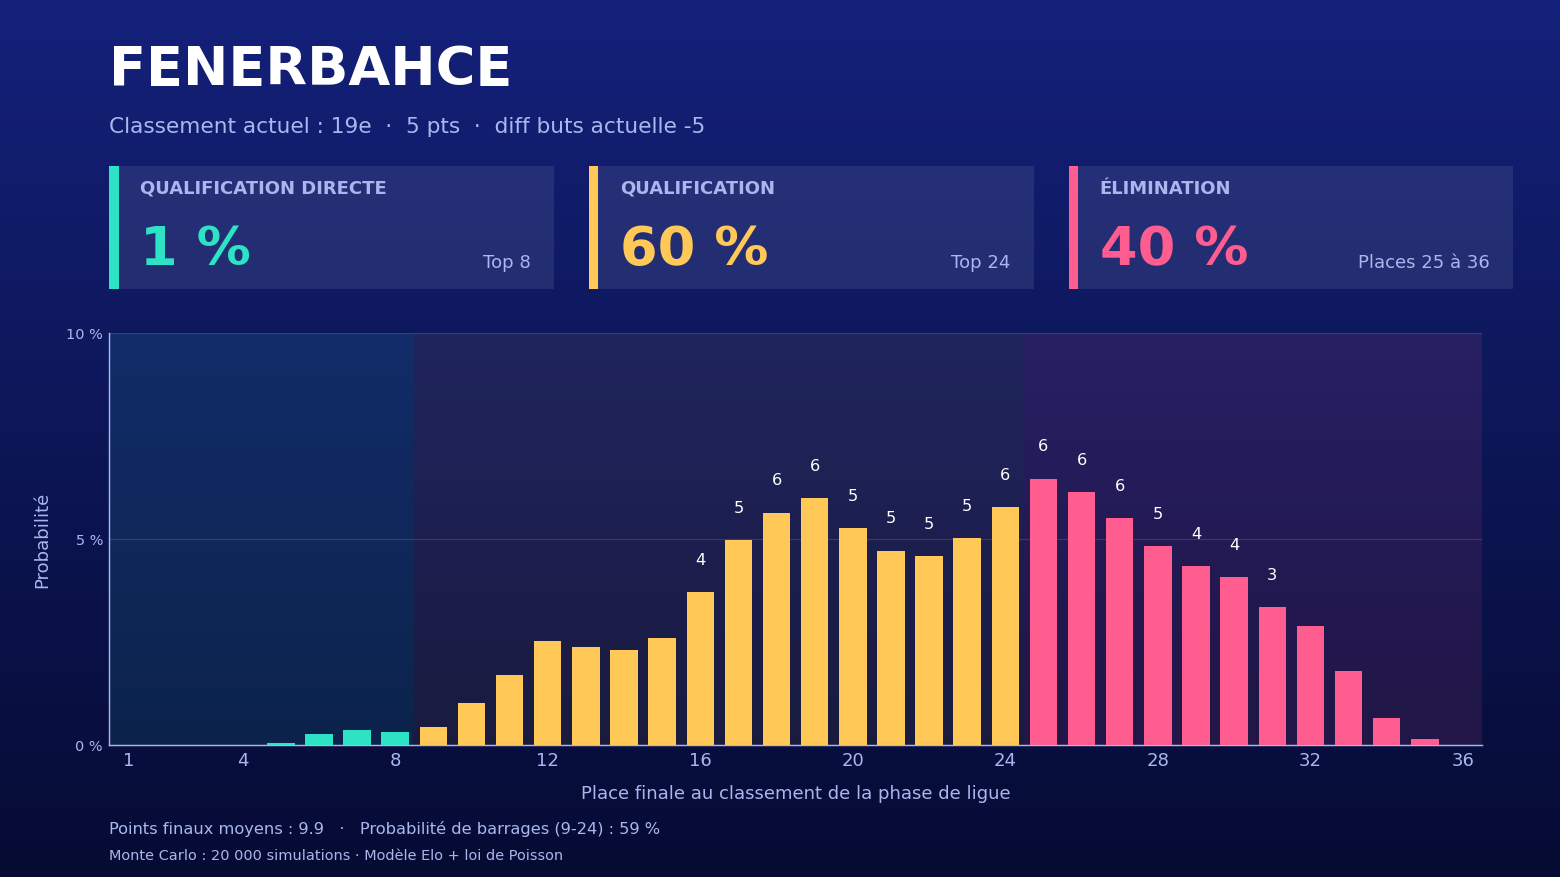 FENERBAHCE
Classement actuel : 19e · 5 pts · diff buts actuelle -5
QUALIFICATION DIRECTE
1 %
Top 8
QUALIFICATION
60 %
Top 24
ÉLIMINATION
40 %
Places 25 à 36
10 %
5 %
0 %
Probabilité
4
5
6
6
5
5
5
5
6
6
6
6
5
4
4
3
1 4 8 12 16 20 24 28 32 36
Place finale au classement de la phase de ligue
Points finaux moyens : 9.9 · Probabilité de barrages (9-24) : 59 %
Monte Carlo : 20 000 simulations · Modèle Elo + loi de Poisson